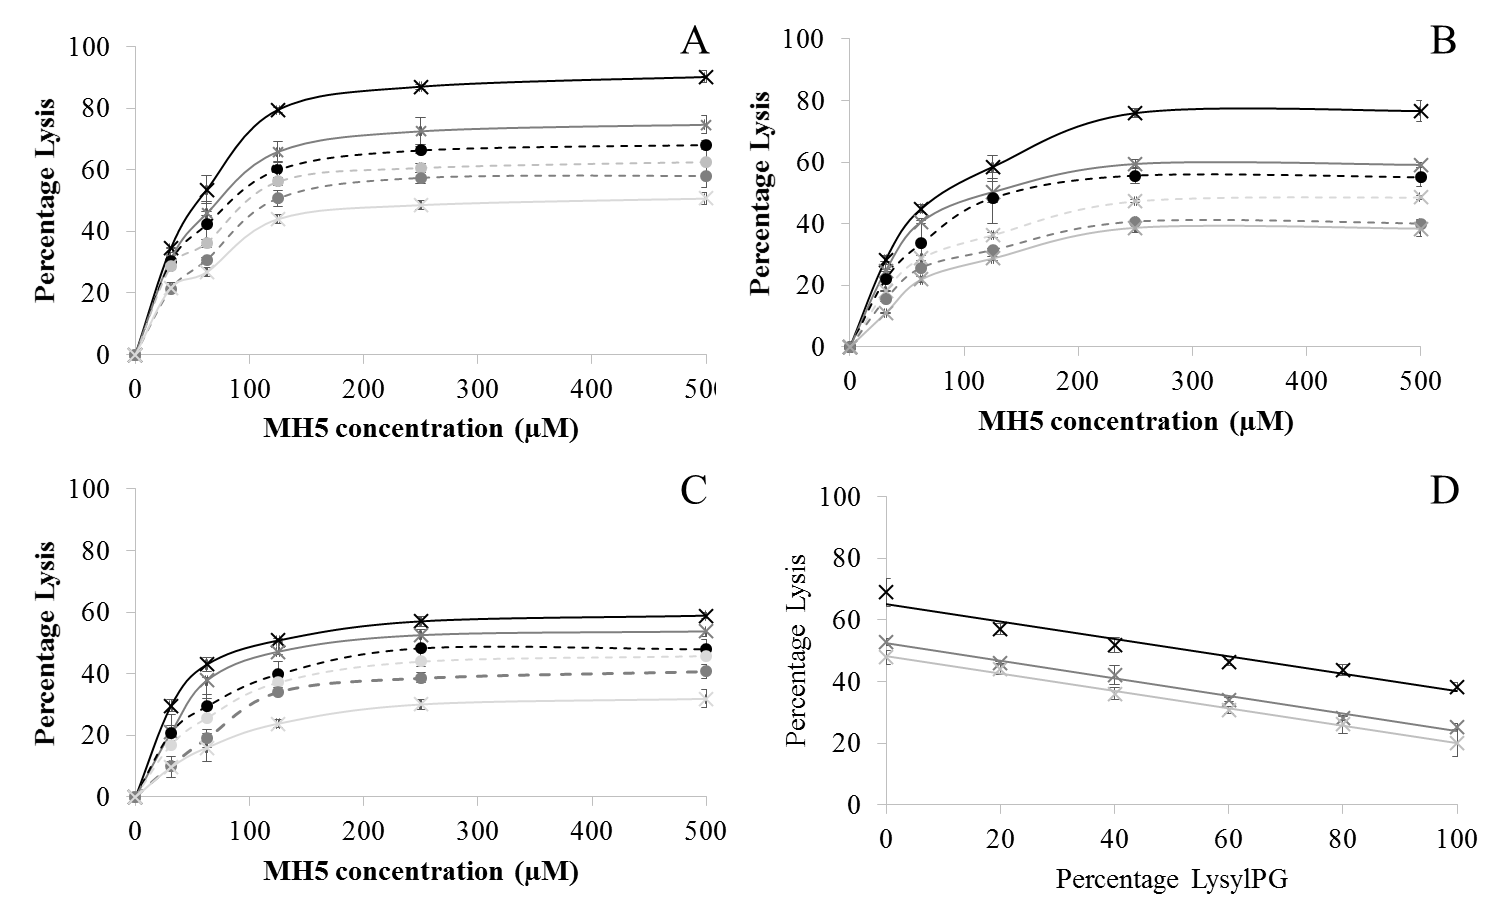 A
Percentage Lysis
100
80
60
40
20
0
0 100 200 300 400 500
MH5 concentration (µM)
B
Percentage Lysis
100
80
60
40
20
0
0 100 200 300 400 500
MH5 concentration (µM)
C
Percentage Lysis
100
80
60
40
20
0
0 100 200 300 400 500
MH5 concentration (µM)
D
Percentage Lysis
100
80
60
40
20
0
0 20 40 60 80 100
Percentage LysylPG